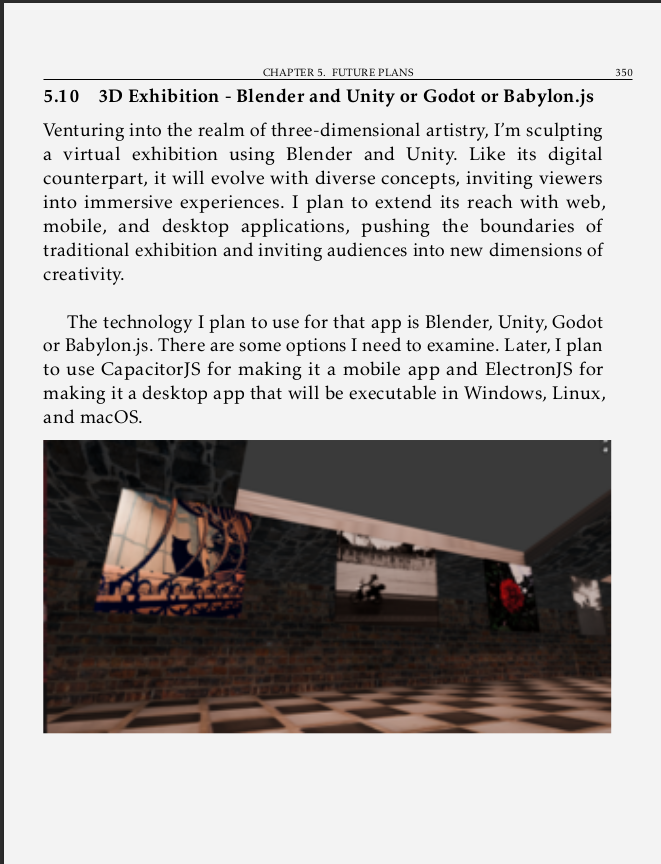 CHAPTER 5. FUTURE PLANS 350
5.10 3D Exhibition - Blender and Unity or Godot or Babylon.js
Venturing into the realm of three-dimensional artistry, I'm sculpting
a virtual exhibition using Blender and Unity. Like its digital
counterpart, it will evolve with diverse concepts, inviting viewers
into immersive experiences. I plan to extend its reach with web,
mobile, and desktop applications, pushing the boundaries of
traditional exhibition and inviting audiences into new dimensions of
creativity.
The technology I plan to use for that app is Blender, Unity, Godot
or Babylon.js. There are some options I need to examine. Later, I plan
to use CapacitorJS for making it a mobile app and ElectronJS for
making it a desktop app that will be executable in Windows, Linux,
and macOS.